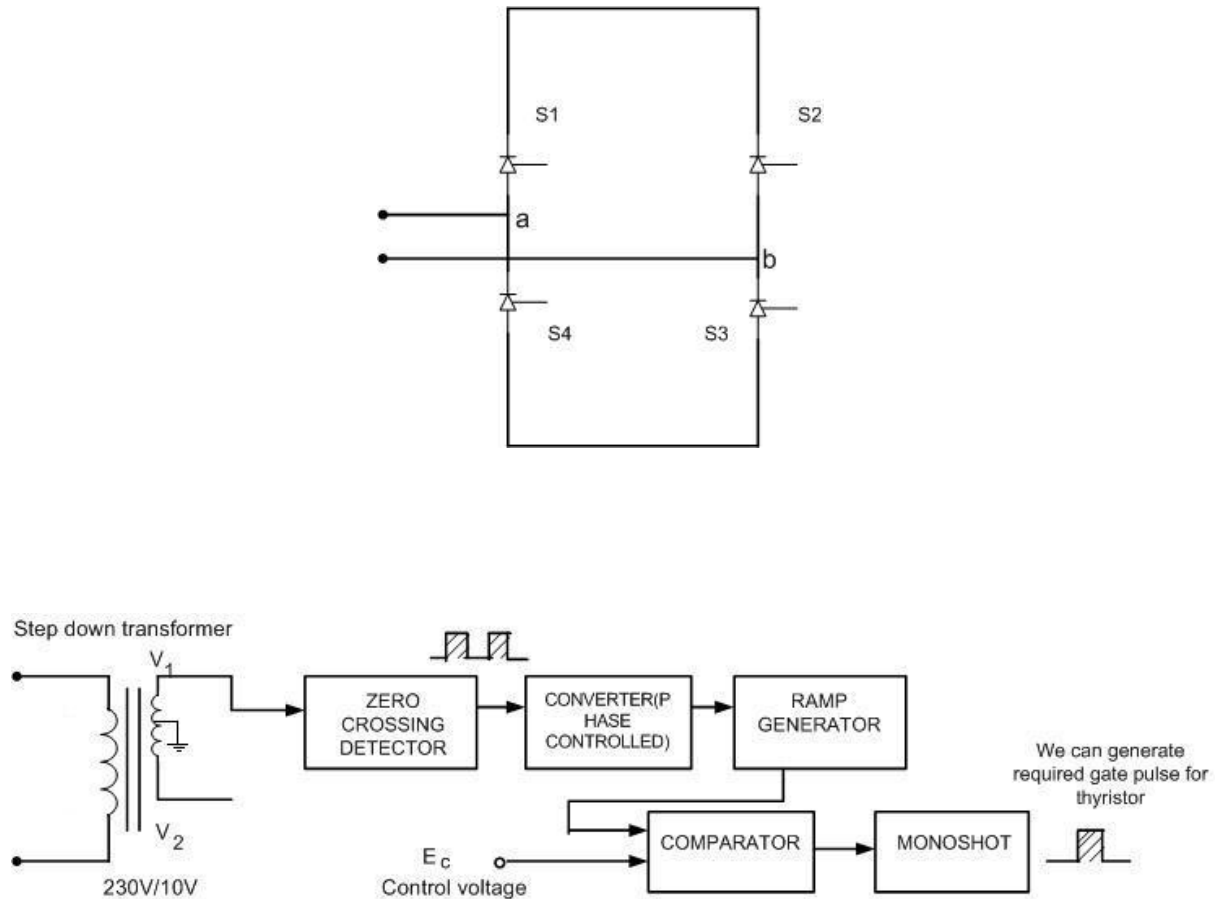 S1
S2
a
b
S4
S3
Step down transformer
V1
V2
230V/10V
ZERO
CROSSING
DETECTOR
CONVERTER(P
HASE
CONTROLLED)
RAMP
GENERATOR
We can generate
required gate pulse for
thyristor
COMPARATOR
MONOSHOT
Ec
Control voltage